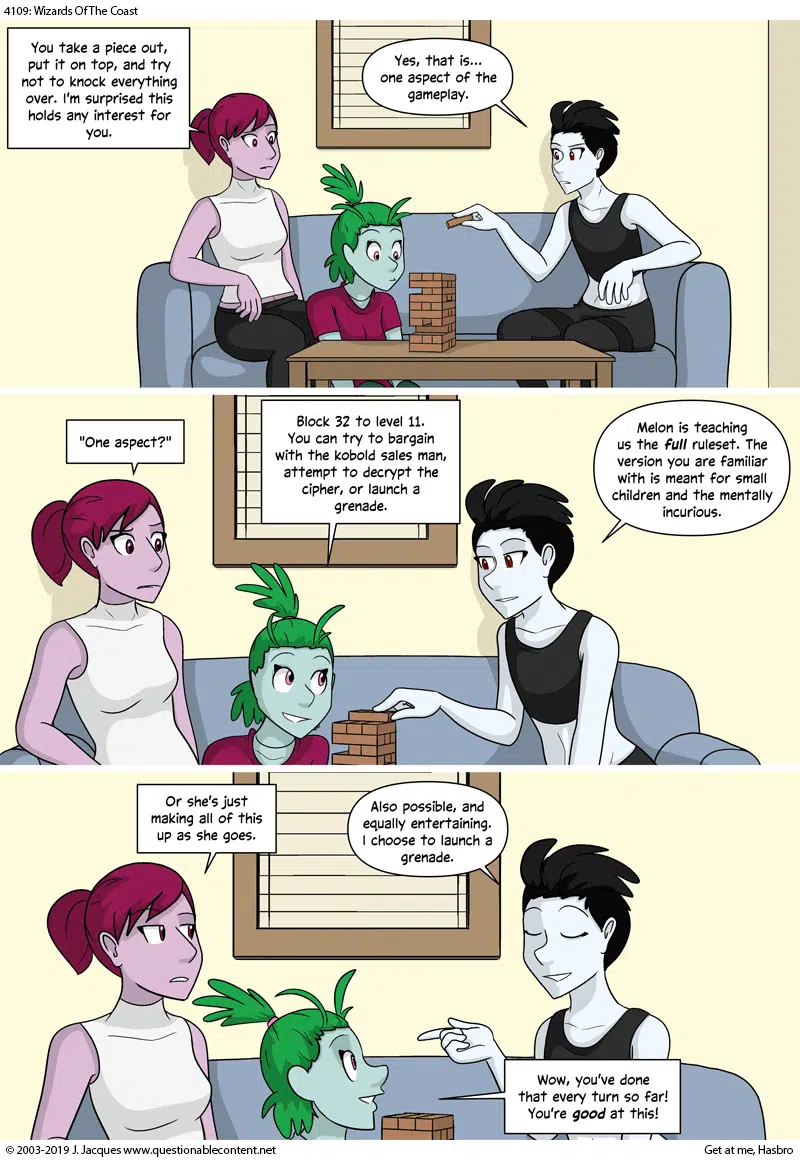 4109: Wizards Of The Coast
You take a piece out,
put it on top, and try
not to knock everything
over. I'm surprised this
holds any interest for
you.
Yes, that is...
one aspect of the
gameplay.
"One aspect?"
Block 32 to level 11.
You can try to bargain
with the kobold sales man,
attempt to decrypt the
cipher, or launch a
grenade.
Melon is teaching
us the full ruleset. The
version you are familiar
with is meant for small
children and the mentally
incurious.
Or she's just
making all of this
up as she goes.
Also possible, and
equally entertaining.
I choose to launch a
grenade.
Wow, you've done
that every turn so far!
You're good at this!
© 2003-2019 J. Jacques www.questionablecontent.net
Get at me, Hasbro